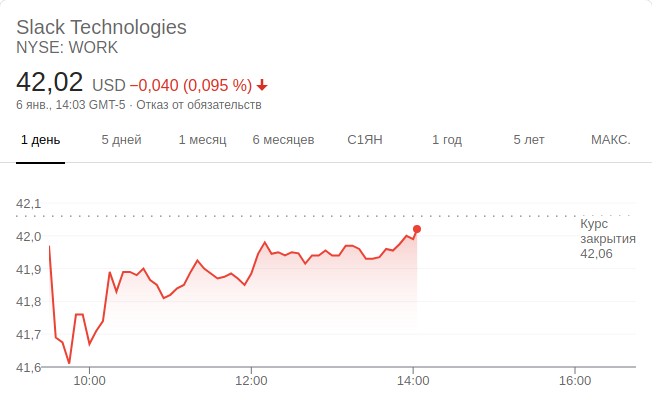 Slack Technologies
NYSE: WORK
42,02 USD −0,040 (0,095 %)
6 янв., 14:03 GMT-5 · Отказ от обязательств
1 день 5 дней 1 месяц 6 месяцев С1ЯН 1 год 5 лет МАКС.
42,1
42,0
41,9
41,8
41,7
41,6
Курс
закрытия
42,06
10:00 12:00 14:00 16:00